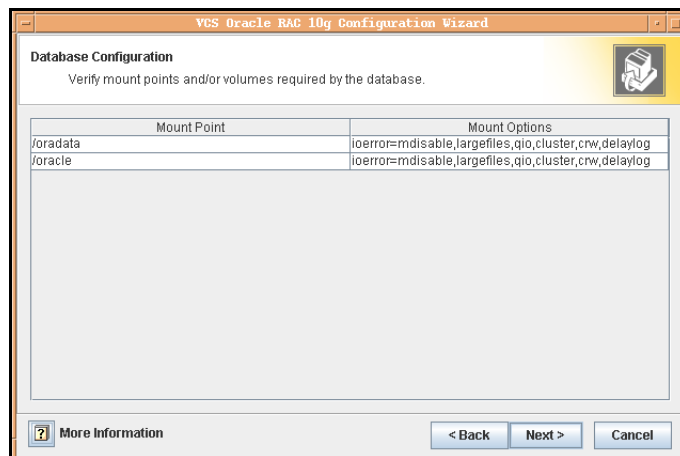 VCS Oracle RAC 10g Configuration Wizard
Database Configuration
Verify mount points and/or volumes required by the database.
Mount Point Mount Options
/oradata ioerror=mdisable,largefiles,qio,cluster,crw,delaylog
/oracle ioerror=mdisable,largefiles,qio,cluster,crw,delaylog
? More Information < Back Next > Cancel